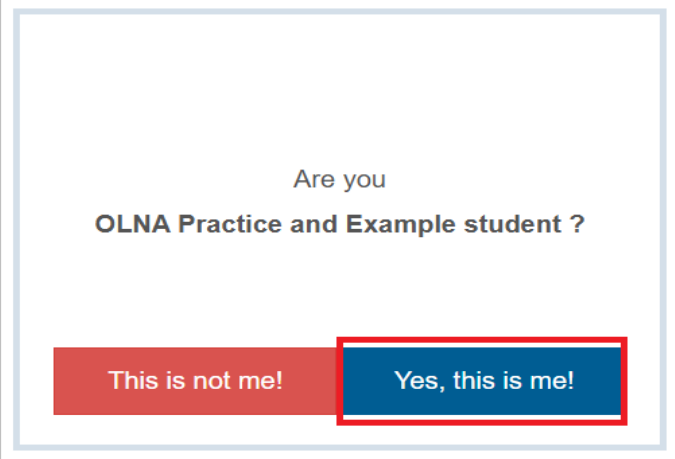 Are you
OLNA Practice and Example student ?
This is not me! Yes, this is me!